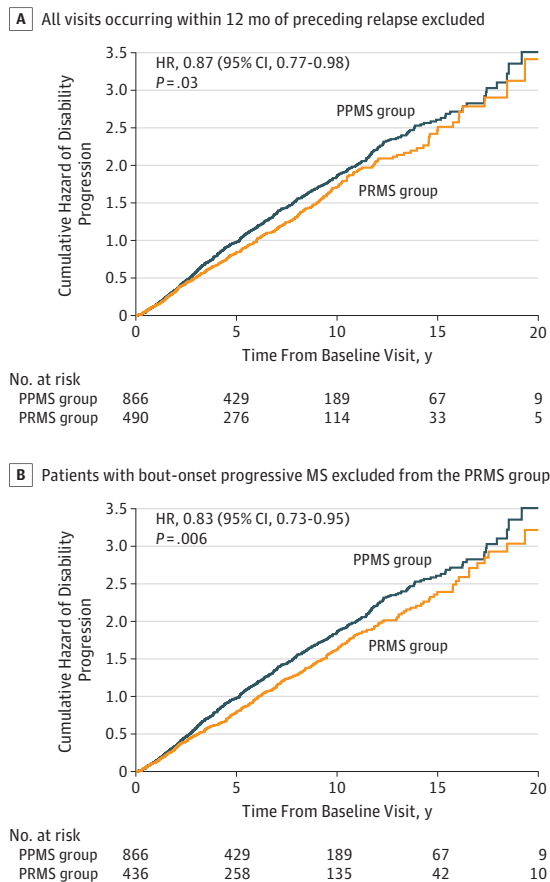 A All visits occurring within 12 mo of preceding relapse excluded
3.5
3.0
2.5
2.0
1.5
1.0
0.5
0
Cumulative Hazard of Disability
Progression
HR, 0.87 (95% CI, 0.77-0.98)
P=.03
PPMS group
PRMS group
0 5 10 15 20
Time From Baseline Visit, y
No. at risk
PPMS group 866 429 189 67 9
PRMS group 490 276 114 33 5
B Patients with bout-onset progressive MS excluded from the PRMS group
3.5
3.0
2.5
2.0
1.5
1.0
0.5
0
Cumulative Hazard of Disability
Progression
HR, 0.83 (95% CI, 0.73-0.95)
P=.006
PPMS group
PRMS group
0 5 10 15 20
Time From Baseline Visit, y
No. at risk
PPMS group 866 429 189 67 9
PRMS group 436 258 135 42 10